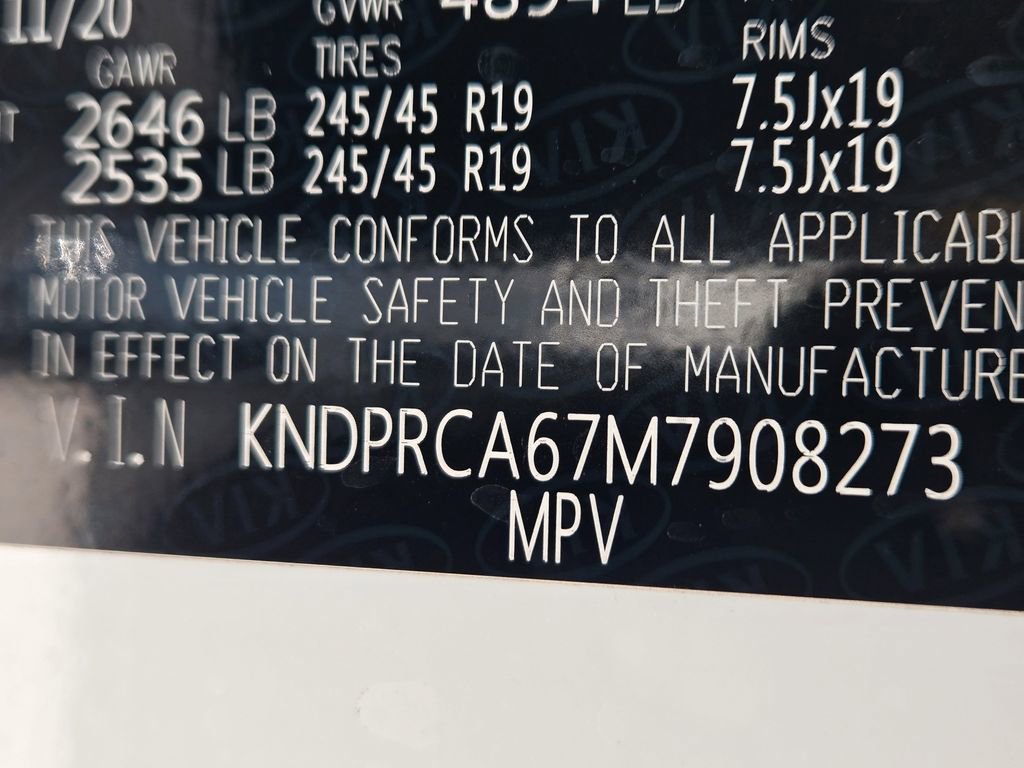 11/20 GVWR 4894 LB
GAWR TIRES RIMS
2646 LB 245/45 R19 7.5Jx19
2535 LB 245/45 R19 7.5Jx19
THIS VEHICLE CONFORMS TO ALL APPLICABL
MOTOR VEHICLE SAFETY AND THEFT PREVEN
IN EFFECT ON THE DATE OF MANUFACTURE
V.I.N KNDPRCA67M7908273
MPV